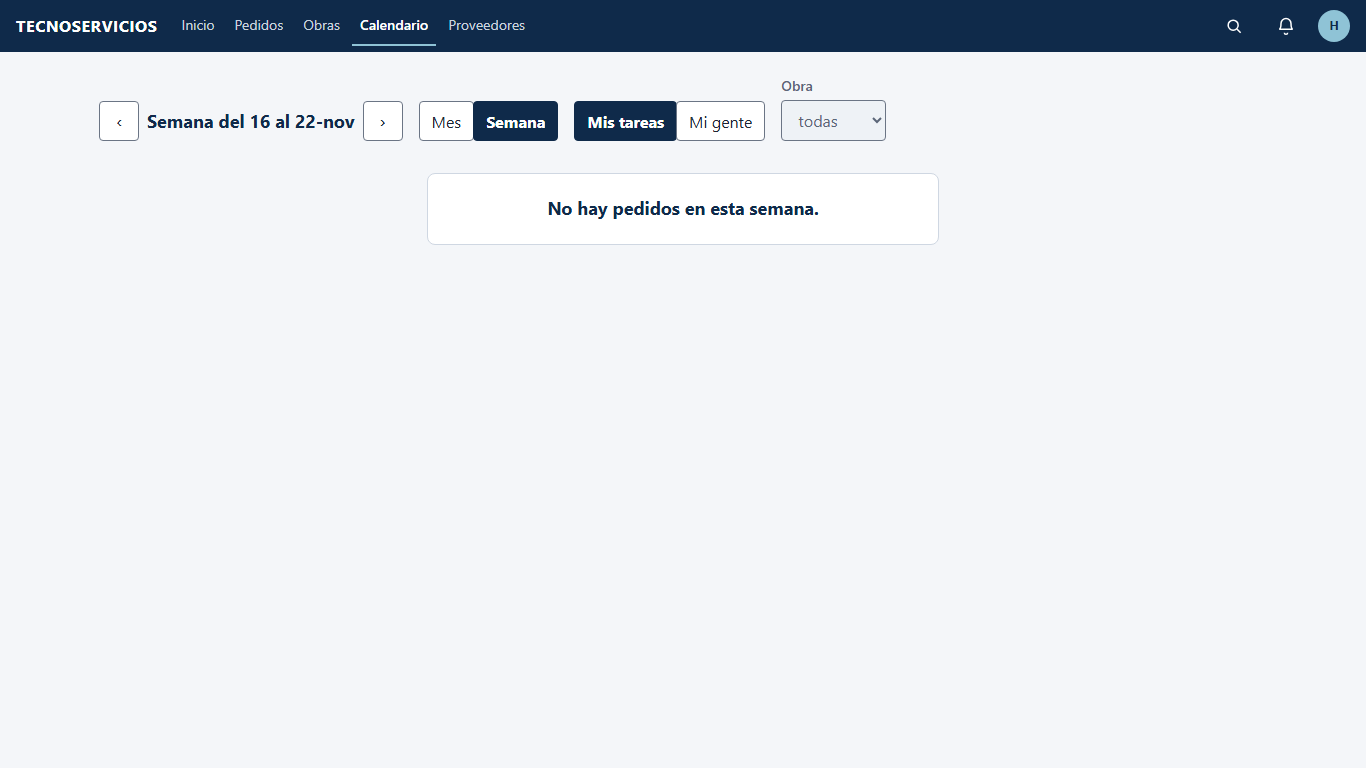 TECNOSERVICIOS Inicio Pedidos Obras Calendario Proveedores H
Obra
‹ Semana del 16 al 22-nov › Mes Semana Mis tareas Mi gente todas
No hay pedidos en esta semana.